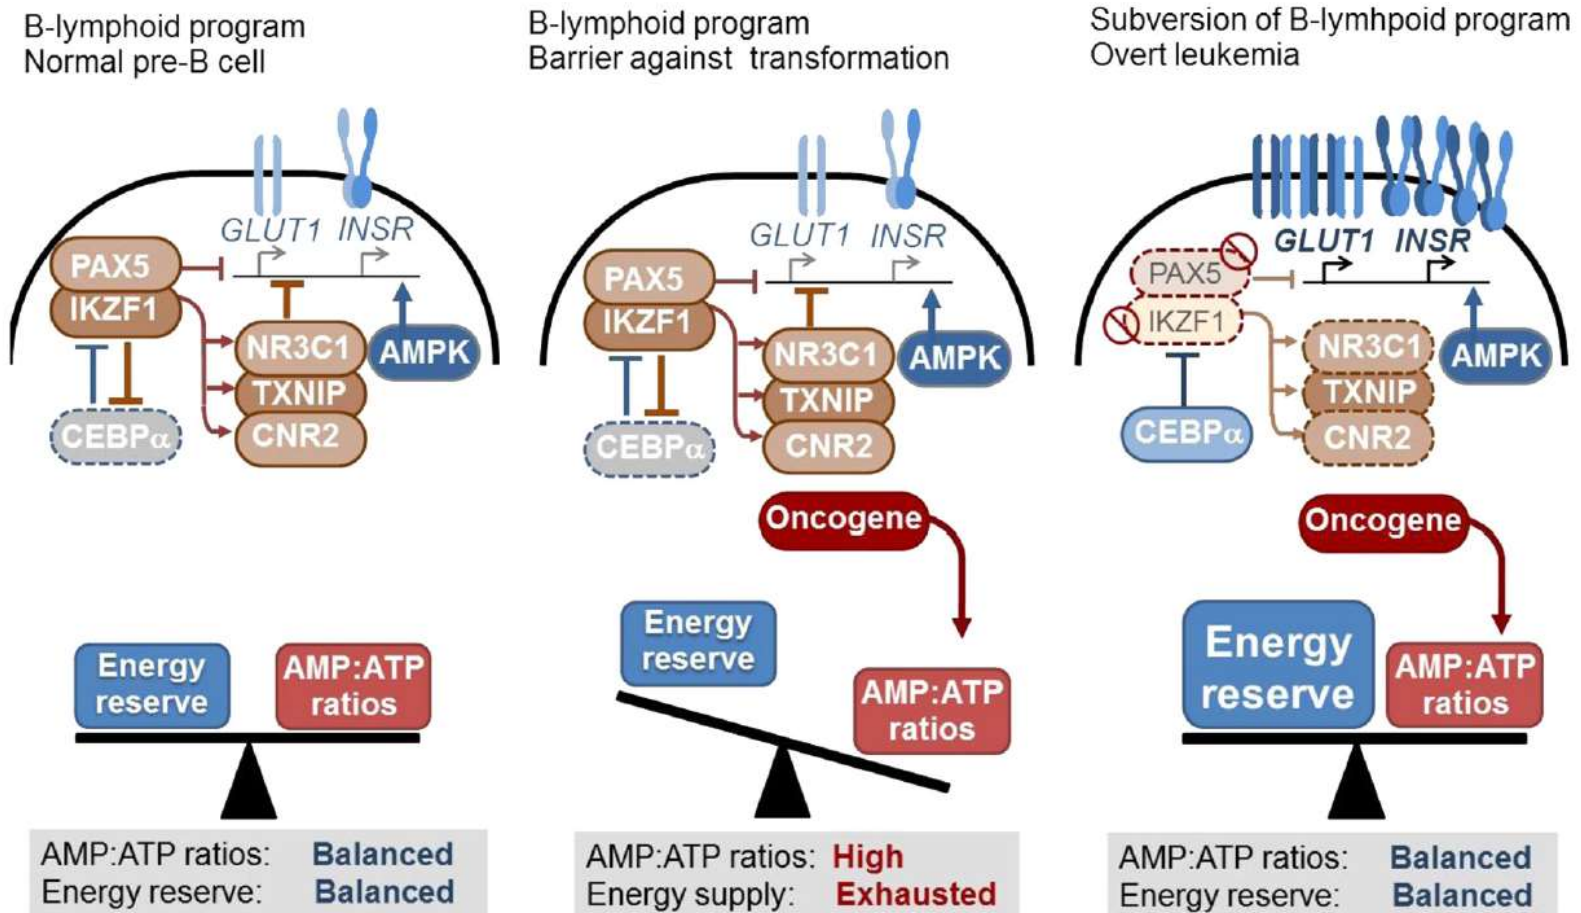 B-lymphoid program
Normal pre-B cell
GLUT1 INSR
PAX5
IKZF1
NR3C1
AMPK
TXNIP
CEBPα
CNR2
Energy
reserve
AMP:ATP
ratios
AMP:ATP ratios: Balanced
Energy reserve: Balanced
B-lymphoid program
Barrier against transformation
GLUT1 INSR
PAX5
IKZF1
NR3C1
AMPK
TXNIP
CEBPα
CNR2
Oncogene
Energy
reserve
AMP:ATP
ratios
AMP:ATP ratios: High
Energy supply: Exhausted
Subversion of B-lymhpoid program
Overt leukemia
GLUT1 INSR
PAX5
IKZF1
NR3C1
AMPK
TXNIP
CEBPα
CNR2
Oncogene
Energy
reserve
AMP:ATP
ratios
AMP:ATP ratios: Balanced
Energy reserve: Balanced